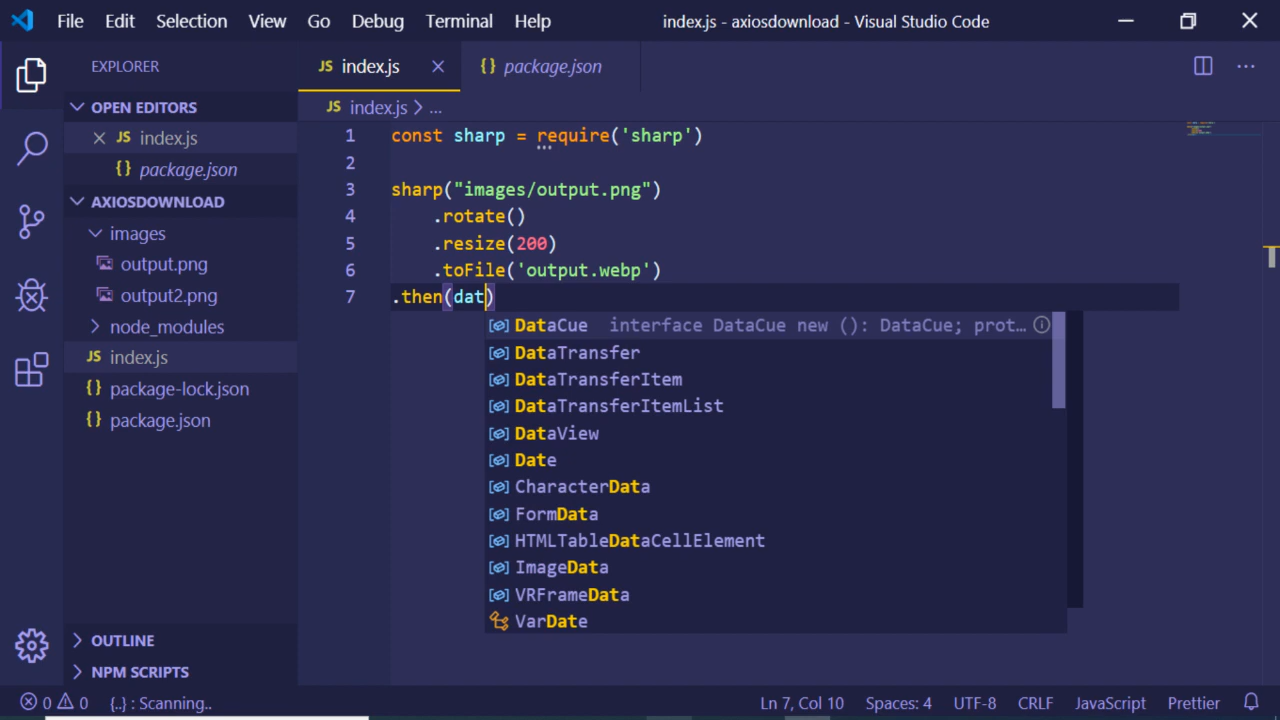 File Edit Selection View Go Debug Terminal Help index.js - axiosdownload - Visual Studio Code
EXPLORER
OPEN EDITORS
JS index.js
{} package.json
AXIOSDOWNLOAD
images
output.png
output2.png
node_modules
JS index.js
{} package-lock.json
{} package.json
OUTLINE
NPM SCRIPTS
JS index.js {} package.json
JS index.js > ...
1 const sharp = require('sharp')
2
3 sharp("images/output.png")
4 .rotate()
5 .resize(200)
6 .toFile('output.webp')
7 .then(dat)
DataCue interface DataCue new (): DataCue; prot…
DataTransfer
DataTransferItem
DataTransferItemList
DataView
Date
CharacterData
FormData
HTMLTableDataCellElement
ImageData
VRFrameData
VarDate
0 0 {..} : Scanning.. Ln 7, Col 10 Spaces: 4 UTF-8 CRLF JavaScript Prettier